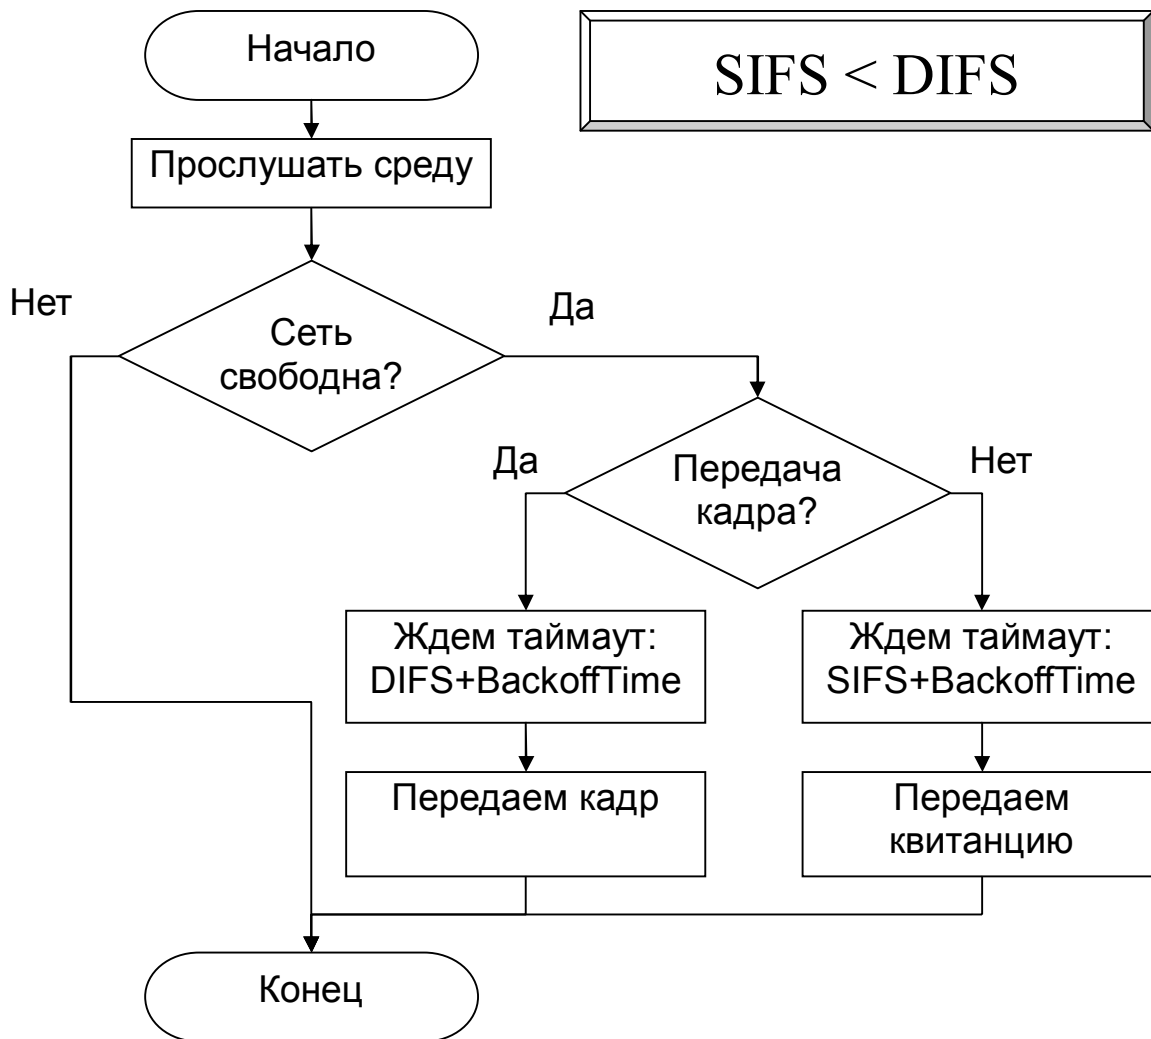 Начало
SIFS < DIFS
Прослушать среду
Нет
Да
Сеть
свободна?
Да
Передача
кадра?
Нет
Ждем таймаут:
DIFS+BackoffTime
Ждем таймаут:
SIFS+BackoffTime
Передаем кадр
Передаем
квитанцию
Конец